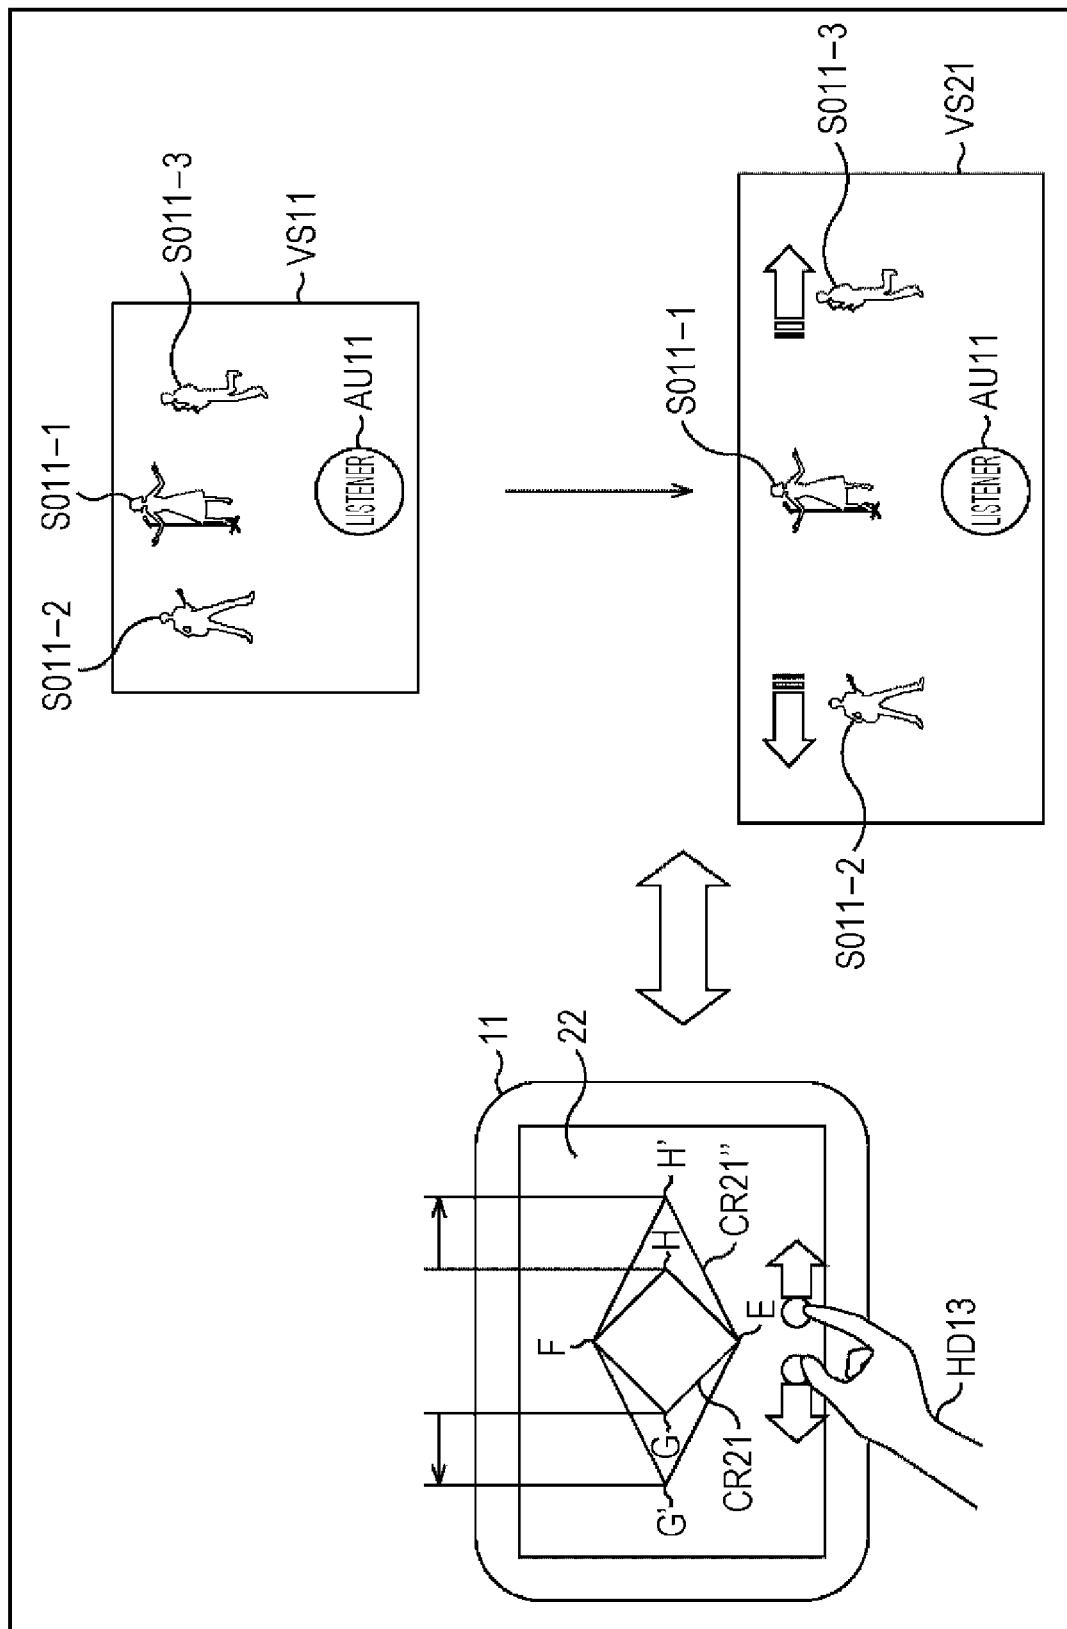 11
22
F
G'
G
H
H'
CR21
E
CR21"
HD13
S011-2
S011-1
S011-3
VS11
LISTENER
AU11
S011-1
S011-3
VS21
S011-2
LISTENER
AU11